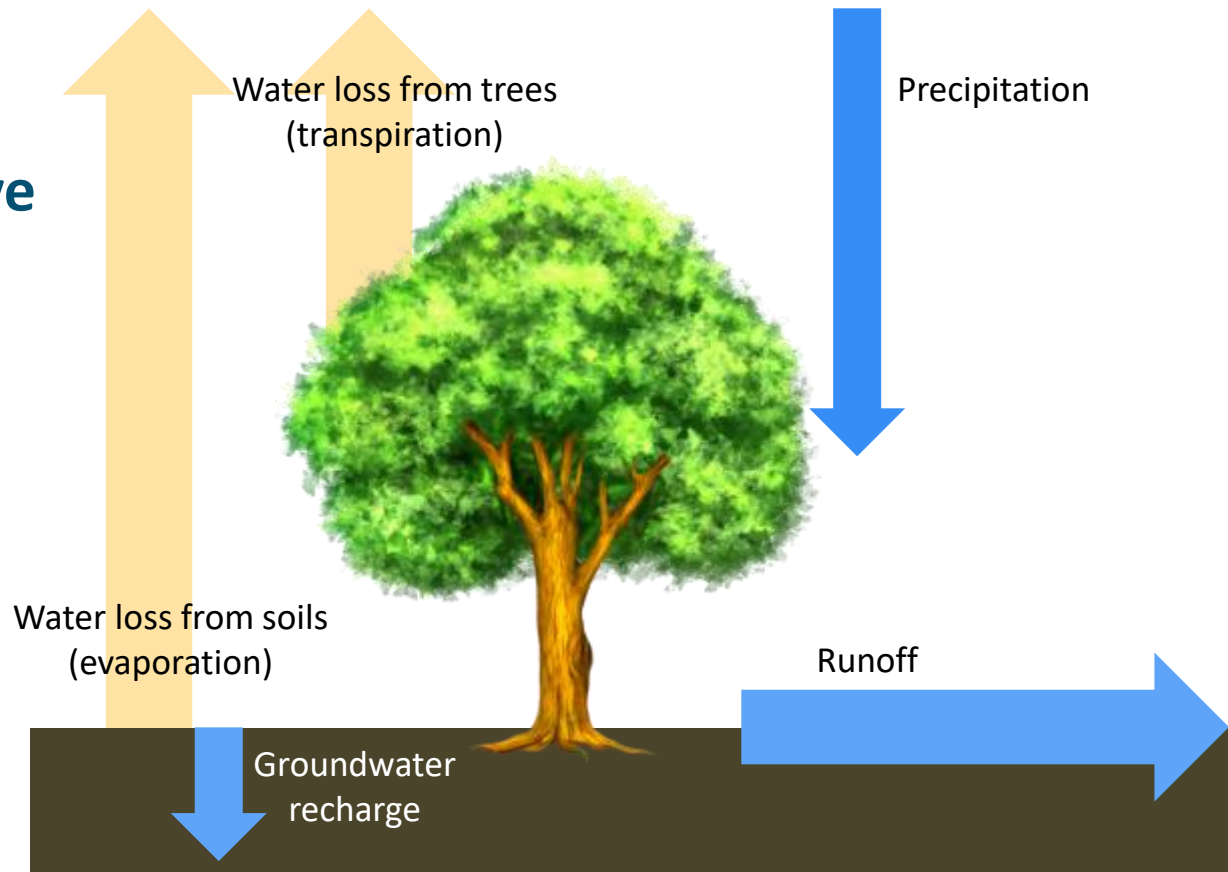 Water loss from trees
(transpiration)
Precipitation
Water loss from soils
(evaporation)
Runoff
Groundwater
recharge